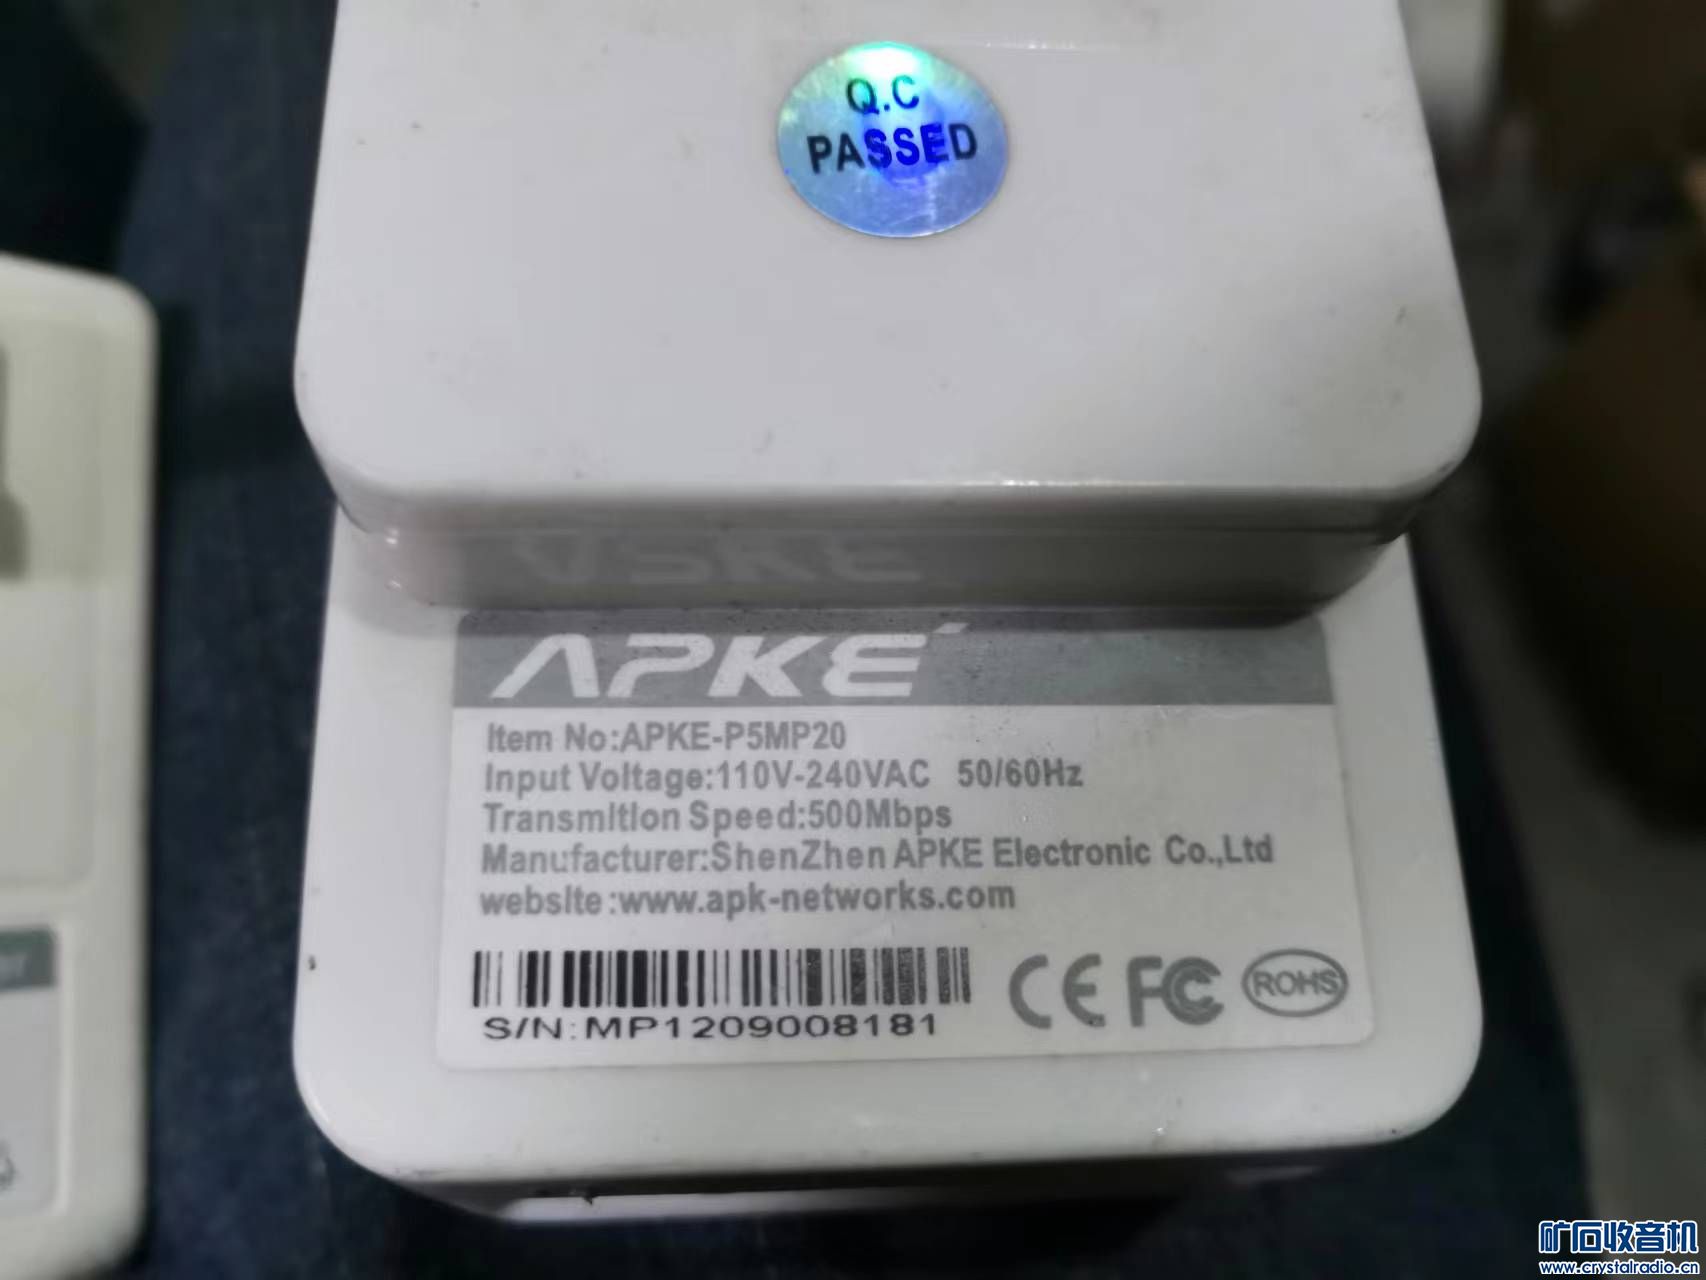 Q.C
PASSED
APKE
Item No:APKE-P5MP20
Input Voltage:110V-240VAC 50/60Hz
Transmition Speed:500Mbps
Manufacturer:ShenZhen APKE Electronic Co.,Ltd
website:www.apk-networks.com
S/N:MP1209008181
CE FC ROHS
矿石收音机
www.crystalradio.cn